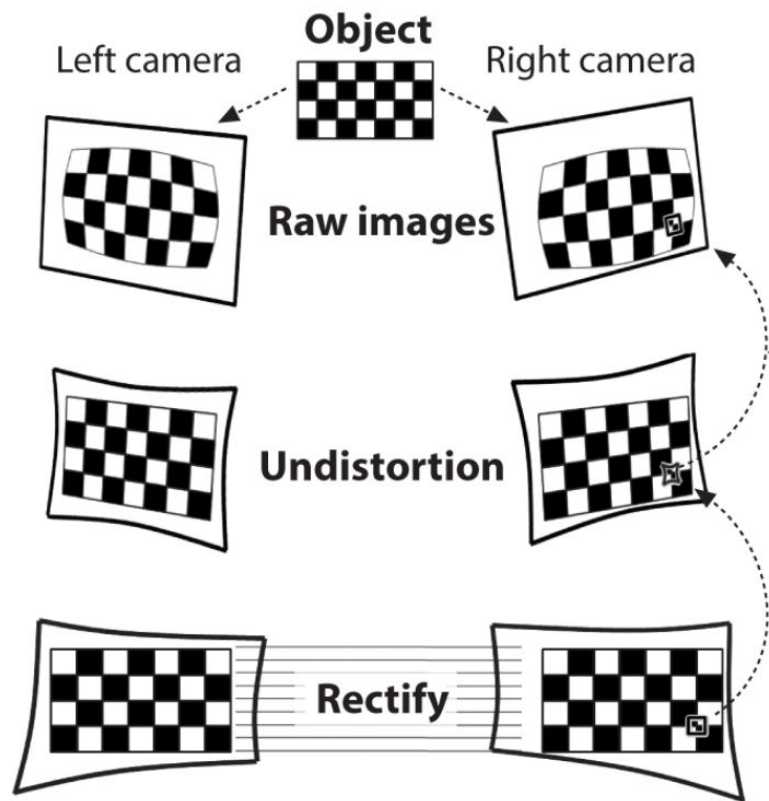 Object
Left camera
Right camera
Raw images
Undistortion
Rectify